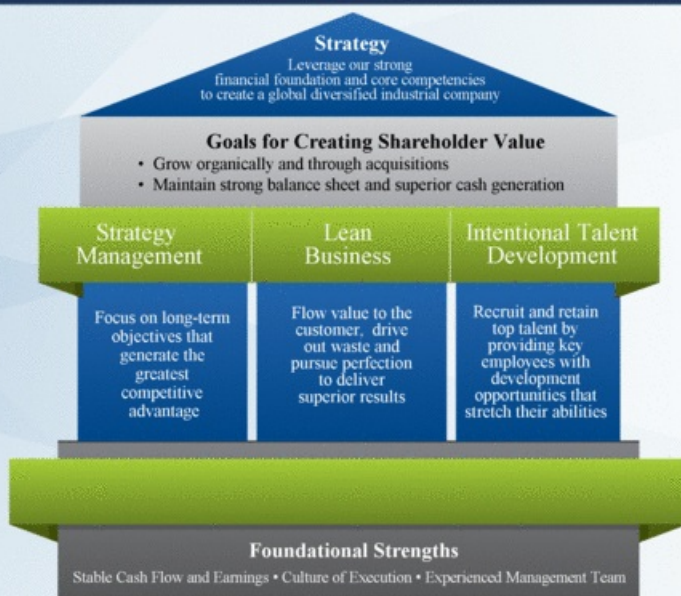 Strategy
Leverage our strong
financial foundation and core competencies
to create a global diversified industrial company
Goals for Creating Shareholder Value
• Grow organically and through acquisitions
• Maintain strong balance sheet and superior cash generation
Strategy
Management
Lean
Business
Intentional Talent
Development
Focus on long-term
objectives that
generate the
greatest
competitive
advantage
Flow value to the
customer, drive
out waste and
pursue perfection
to deliver
superior results
Recruit and retain
top talent by
providing key
employees with
development
opportunities that
stretch their abilities
Foundational Strengths
Stable Cash Flow and Earnings • Culture of Execution • Experienced Management Team